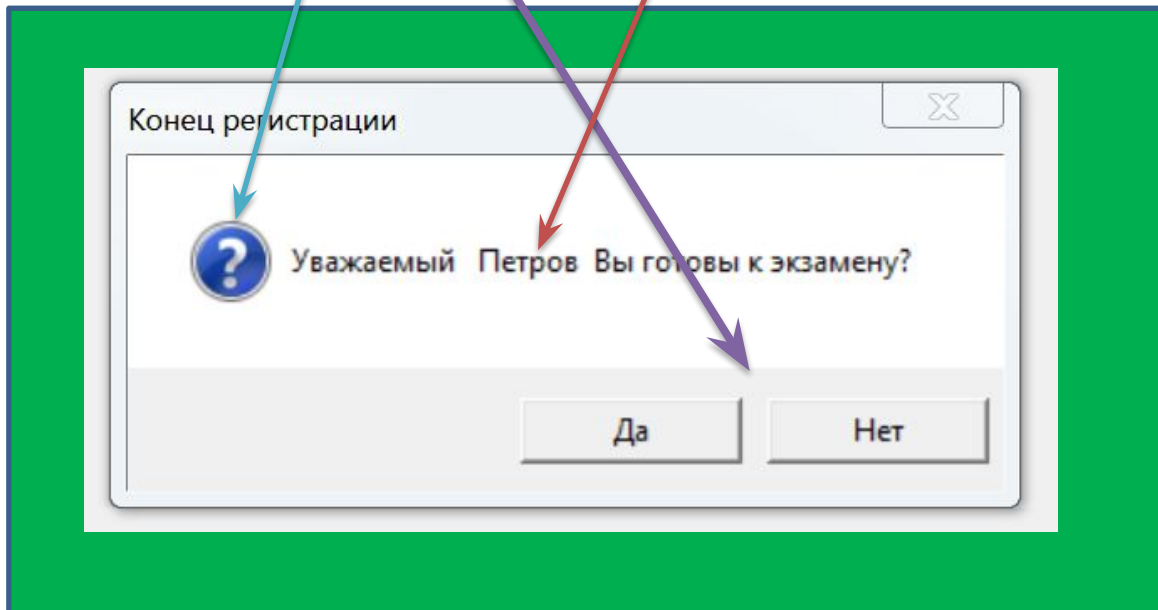 Конец регистрации
Уважаемый Петров Вы готовы к экзамену?
Да Нет